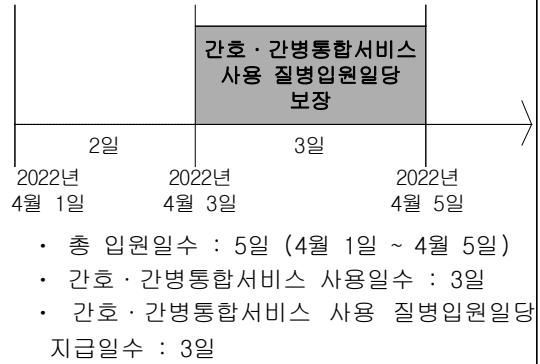 간호·간병통합서비스
사용 질병입원일당
보장
2일
3일
2022년
4월 1일
2022년
4월 3일
2022년
4월 5일
· 총 입원일수 : 5일 (4월 1일 ~ 4월 5일)
· 간호·간병통합서비스 사용일수 : 3일
· 간호·간병통합서비스 사용 질병입원일당
지급일수 : 3일